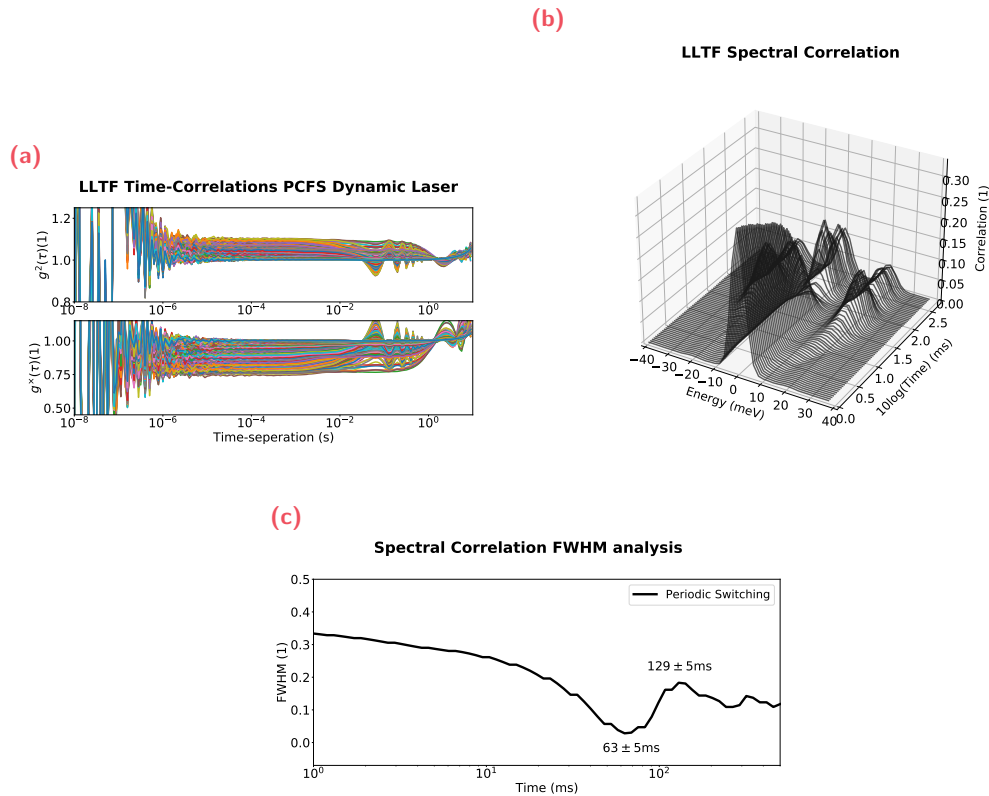 (a)
LLTF Time-Correlations PCFS Dynamic Laser
g²(τ)(1)
1.2
1.0
0.8
10⁻⁸ 10⁻⁶ 10⁻⁴ 10⁻² 10⁰
gˣ(τ)(1)
1.00
0.75
0.50
10⁻⁸ 10⁻⁶ 10⁻⁴ 10⁻² 10⁰
Time-seperation (s)
(b)
LLTF Spectral Correlation
0.30
0.25
0.20
0.15
0.10
0.05
0.00
Correlation (1)
−40 −30 −20 −10 0 10 20 30 40
Energy (meV)
0.0 0.5 1.0 1.5 2.0 2.5
10log(Time) (ms)
(c)
Spectral Correlation FWHM analysis
FWHM (1)
0.5
0.4
0.3
0.2
0.1
0.0
Periodic Switching
129 ± 5ms
63 ± 5ms
10⁰ 10¹ 10²
Time (ms)